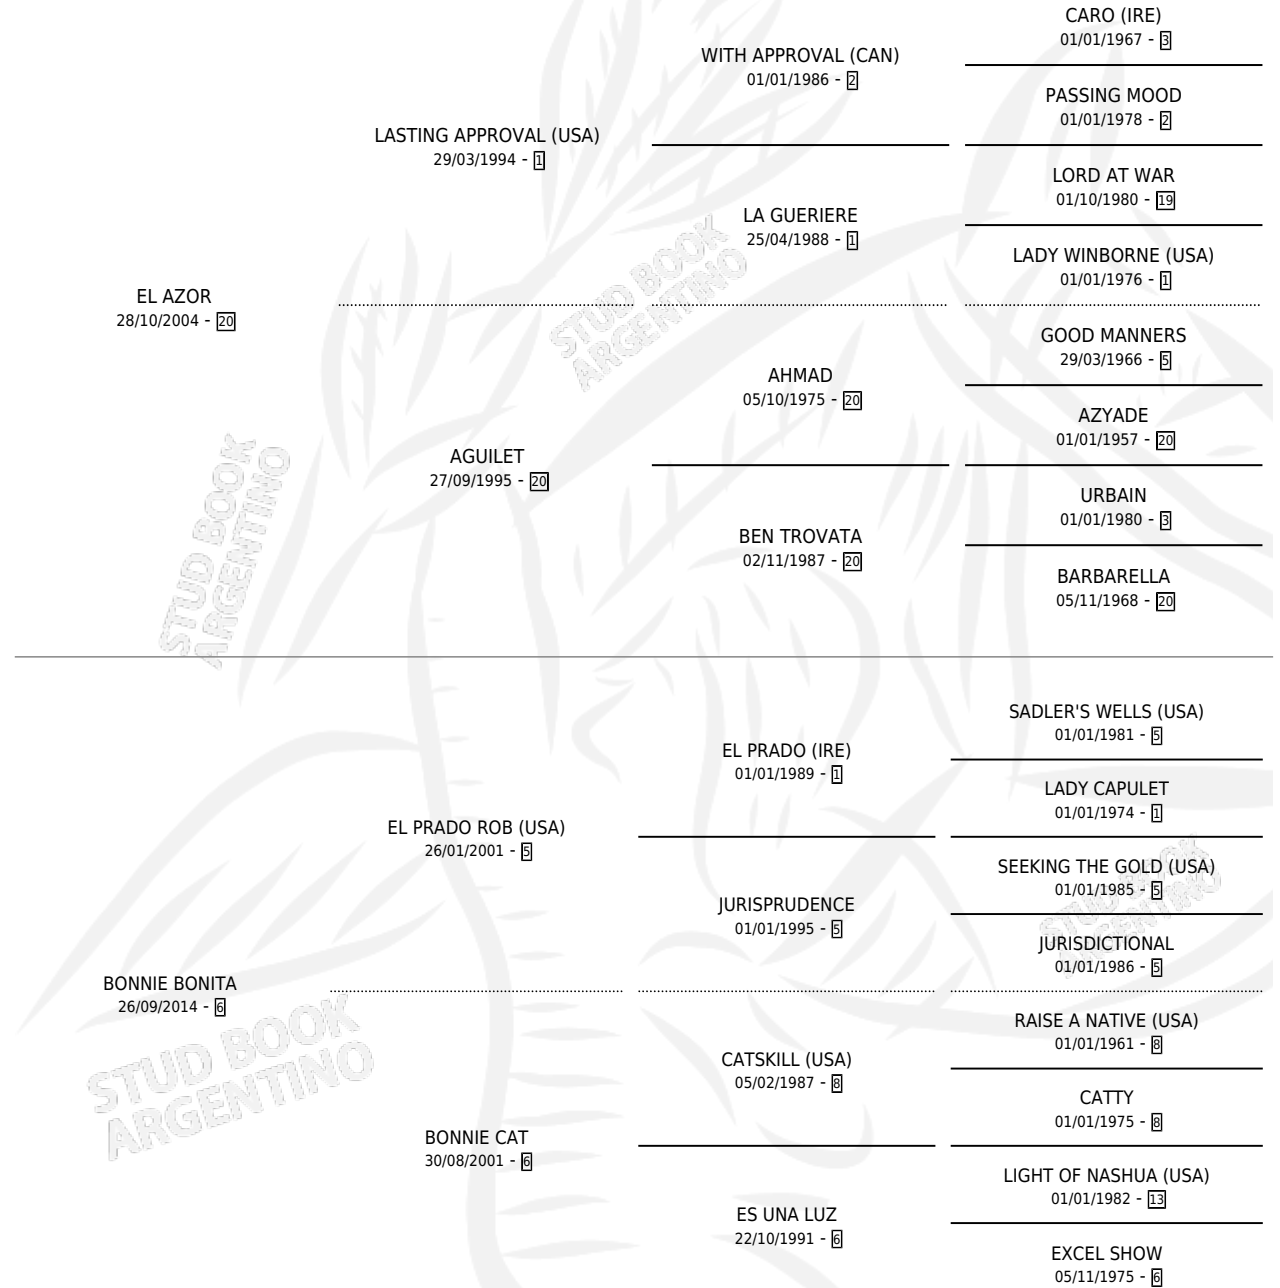 CARO (IRE)
01/01/1967 - 3
WITH APPROVAL (CAN)
01/01/1986 - 2
PASSING MOOD
01/01/1978 - 2
LASTING APPROVAL (USA)
29/03/1994 - 1
LORD AT WAR
01/10/1980 - 19
LA GUERIERE
25/04/1988 - 1
LADY WINBORNE (USA)
01/01/1976 - 1
EL AZOR
28/10/2004 - 20
STUD BOOK
ARGENTINO
GOOD MANNERS
29/03/1966 - 5
AHMAD
05/10/1975 - 20
AZYADE
01/01/1957 - 20
AGUILET
27/09/1995 - 20
URBAIN
01/01/1980 - 3
BEN TROVATA
02/11/1987 - 20
BARBARELLA
05/11/1968 - 20
STUD BOOK
ARGENTINO
SADLER'S WELLS (USA)
01/01/1981 - 5
EL PRADO (IRE)
01/01/1989 - 1
LADY CAPULET
01/01/1974 - 1
EL PRADO ROB (USA)
26/01/2001 - 5
SEEKING THE GOLD (USA)
01/01/1985 - 5
JURISPRUDENCE
01/01/1995 - 5
JURISDICTIONAL
01/01/1986 - 5
STUD BOOK
ARGENTINO
BONNIE BONITA
26/09/2014 - 6
RAISE A NATIVE (USA)
01/01/1961 - 8
CATSKILL (USA)
05/02/1987 - 8
CATTY
01/01/1975 - 8
STUD BOOK
ARGENTINO
BONNIE CAT
30/08/2001 - 6
LIGHT OF NASHUA (USA)
01/01/1982 - 13
ES UNA LUZ
22/10/1991 - 6
EXCEL SHOW
05/11/1975 - 6